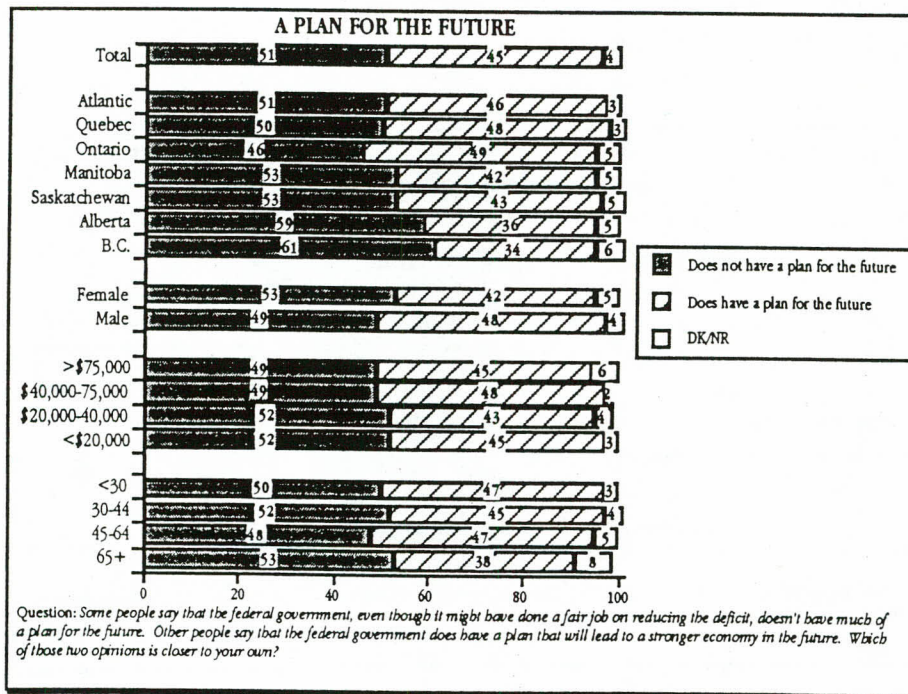 A PLAN FOR THE FUTURE
Total 51 45 4
Atlantic 51 46 3
Quebec 50 48 3
Ontario 46 49 5
Manitoba 53 42 5
Saskatchewan 53 43 5
Alberta 59 36 5
B.C. 61 34 6
Female 53 42 5
Male 49 48 4
>$75,000 49 45 6
$40,000-75,000 49 48 2
$20,000-40,000 52 43 4
<$20,000 52 45 3
<30 50 47 3
30-44 52 45 4
45-64 48 47 5
65+ 53 38 8
0 20 40 60 80 100
Does not have a plan for the future
Does have a plan for the future
DK/NR
Question: Some people say that the federal government, even though it might have done a fair job on reducing the deficit, doesn't have much of
a plan for the future. Other people say that the federal government does have a plan that will lead to a stronger economy in the future. Which
of those two opinions is closer to your own?